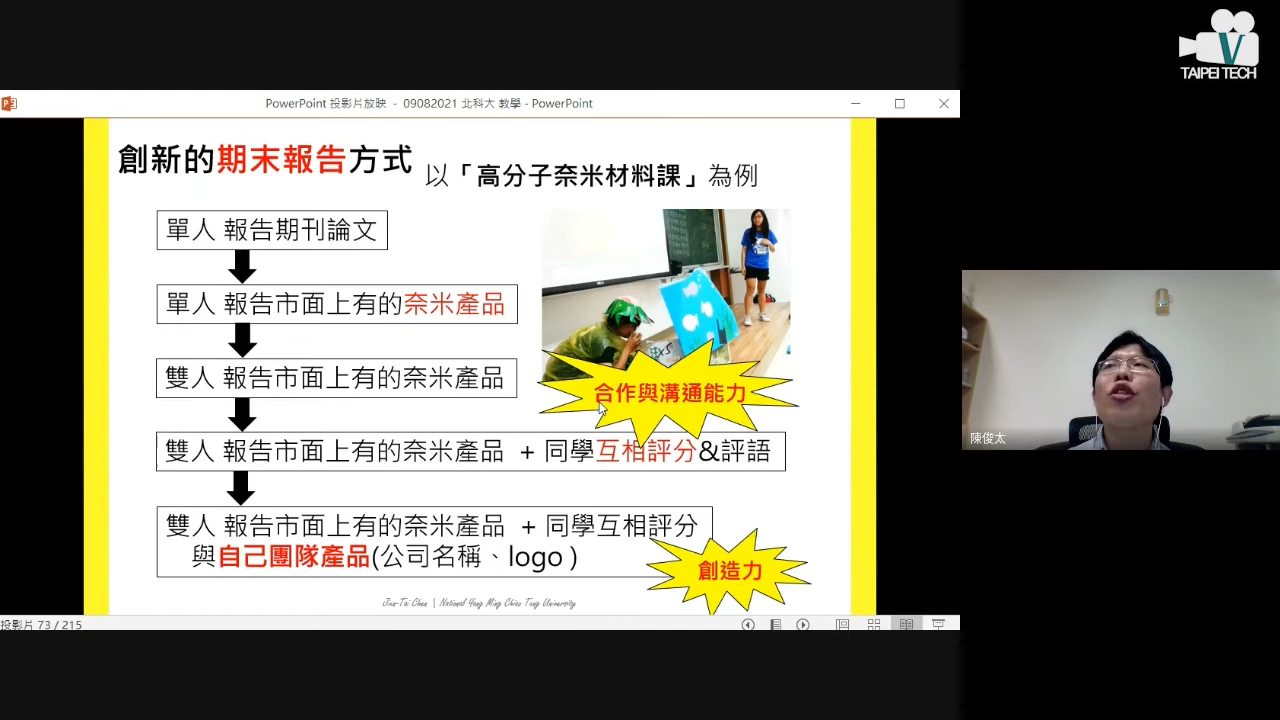 TAIPEI TECH
PowerPoint 投影片放映 - 09082021 北科大 教學 - PowerPoint
創新的期末報告方式
以「高分子奈米材料課」為例
單人 報告期刊論文
單人 報告市面上有的奈米產品
雙人 報告市面上有的奈米產品
合作與溝通能力
雙人 報告市面上有的奈米產品 + 同學互相評分&評語
雙人 報告市面上有的奈米產品 + 同學互相評分
與自己團隊產品(公司名稱、logo)
創造力
Jiun-Tai Chen | National Yang Ming Chiao Tung University
投影片 73 / 215
陳俊太